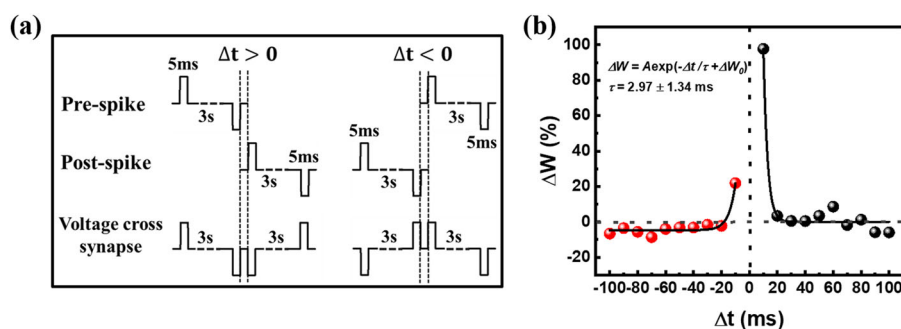 (a)
Δt > 0 Δt < 0
5ms 5ms
Pre-spike
3s 3s
5ms
5ms 5ms
Post-spike
3s 3s
Voltage cross
synapse
3s 3s 3s 3s
(b)
ΔW (%)
100
80
60
40
20
0
-20
ΔW = Aexp(-Δt/τ+ΔW₀)
τ = 2.97 ± 1.34 ms
-100 -80 -60 -40 -20 0 20 40 60 80 100
Δt (ms)